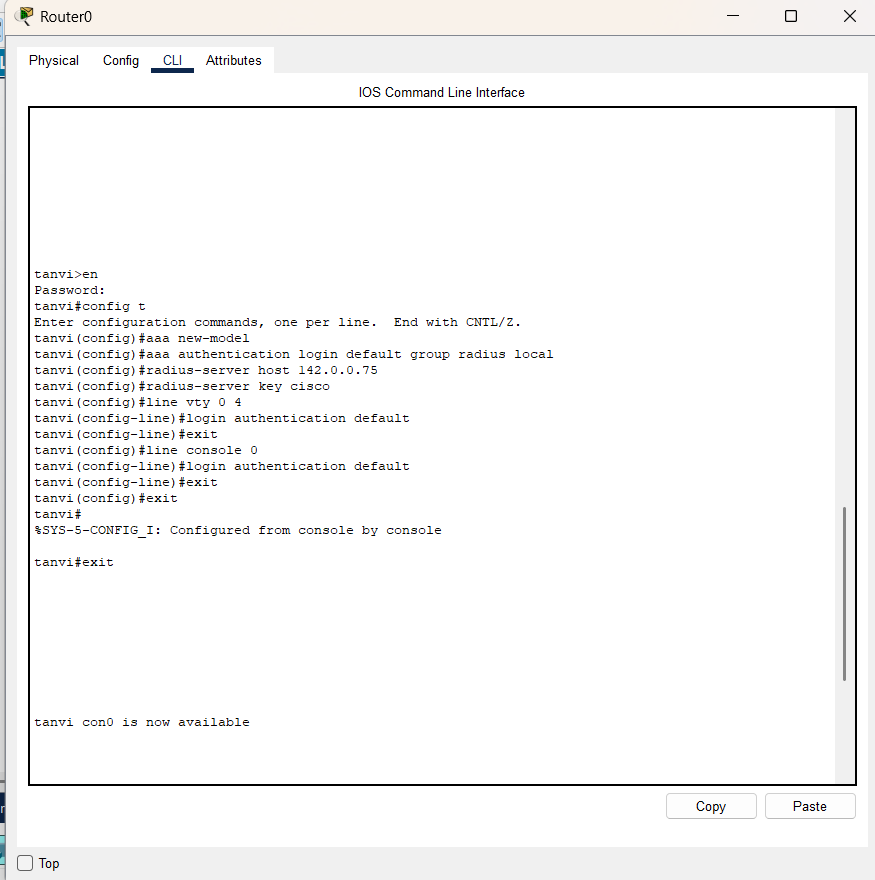 Router0
Physical Config CLI Attributes
IOS Command Line Interface
tanvi>en
Password:
tanvi#config t
Enter configuration commands, one per line.  End with CNTL/Z.
tanvi(config)#aaa new-model
tanvi(config)#aaa authentication login default group radius local
tanvi(config)#radius-server host 142.0.0.75
tanvi(config)#radius-server key cisco
tanvi(config)#line vty 0 4
tanvi(config-line)#login authentication default
tanvi(config-line)#exit
tanvi(config)#line console 0
tanvi(config-line)#login authentication default
tanvi(config-line)#exit
tanvi(config)#exit
tanvi#
%SYS-5-CONFIG_I: Configured from console by console
tanvi#exit
tanvi con0 is now available
Copy Paste
Top